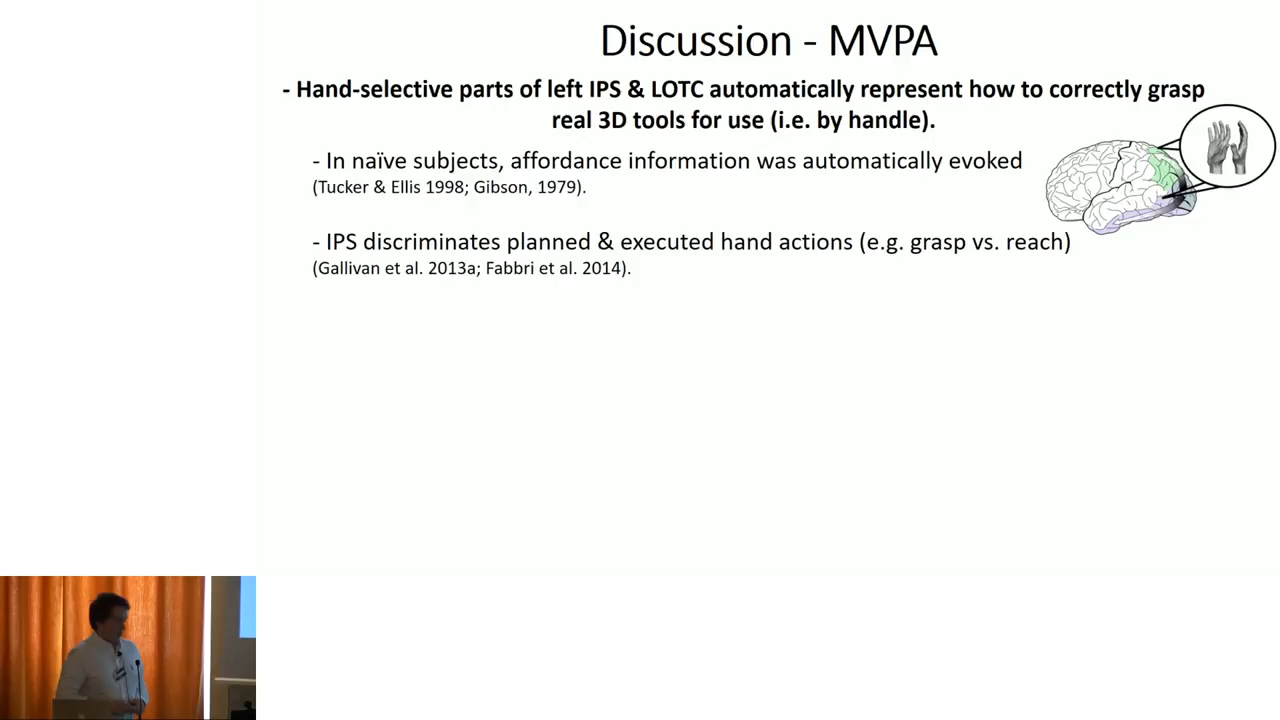 Discussion - MVPA
- Hand-selective parts of left IPS & LOTC automatically represent how to correctly grasp
real 3D tools for use (i.e. by handle).
- In naïve subjects, affordance information was automatically evoked
(Tucker & Ellis 1998; Gibson, 1979).
- IPS discriminates planned & executed hand actions (e.g. grasp vs. reach)
(Gallivan et al. 2013a; Fabbri et al. 2014).